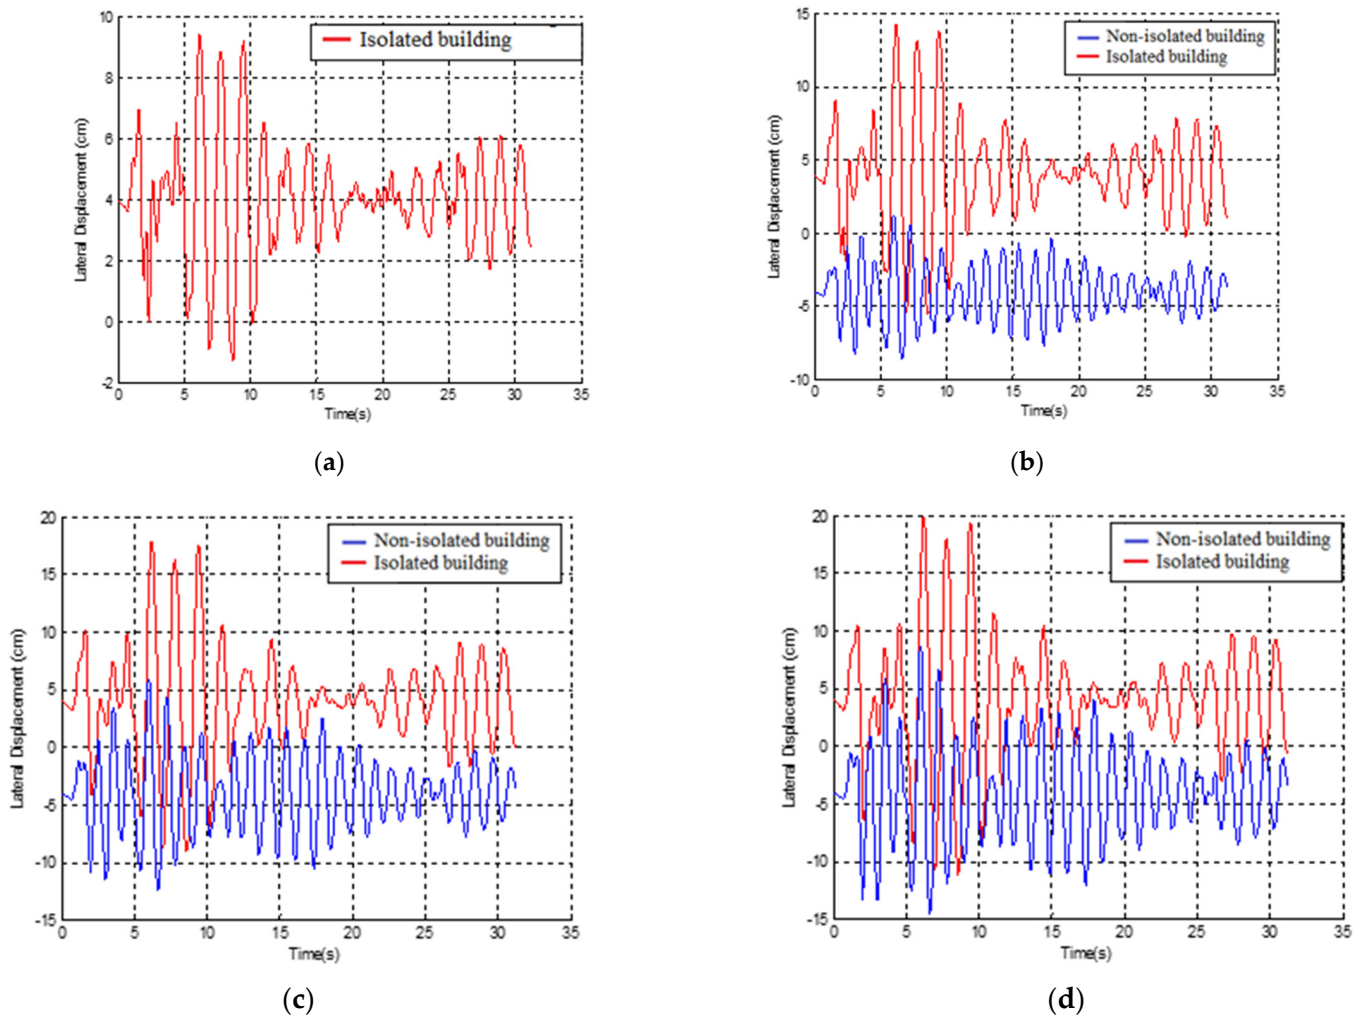 10
8
6
4
2
0
-2
Lateral Displacement (cm)
Isolated building
0 5 10 15 20 25 30 35
Time(s)
(a)
15
10
5
0
-5
-10
Lateral Displacement (cm)
Non-isolated building
Isolated building
0 5 10 15 20 25 30 35
Time(s)
(b)
20
15
10
5
0
-5
-10
-15
Lateral Displacement (cm)
Non-isolated building
Isolated building
0 5 10 15 20 25 30 35
Time(s)
(c)
20
15
10
5
0
-5
-10
-15
Lateral Displacement (cm)
Non-isolated building
Isolated building
0 5 10 15 20 25 30 35
Time(s)
(d)